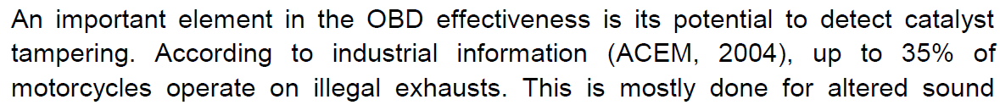 An important element in the OBD effectiveness is its potential to detect catalyst
tampering. According to industrial information (ACEM, 2004), up to 35% of
motorcycles operate on illegal exhausts. This is mostly done for altered sound